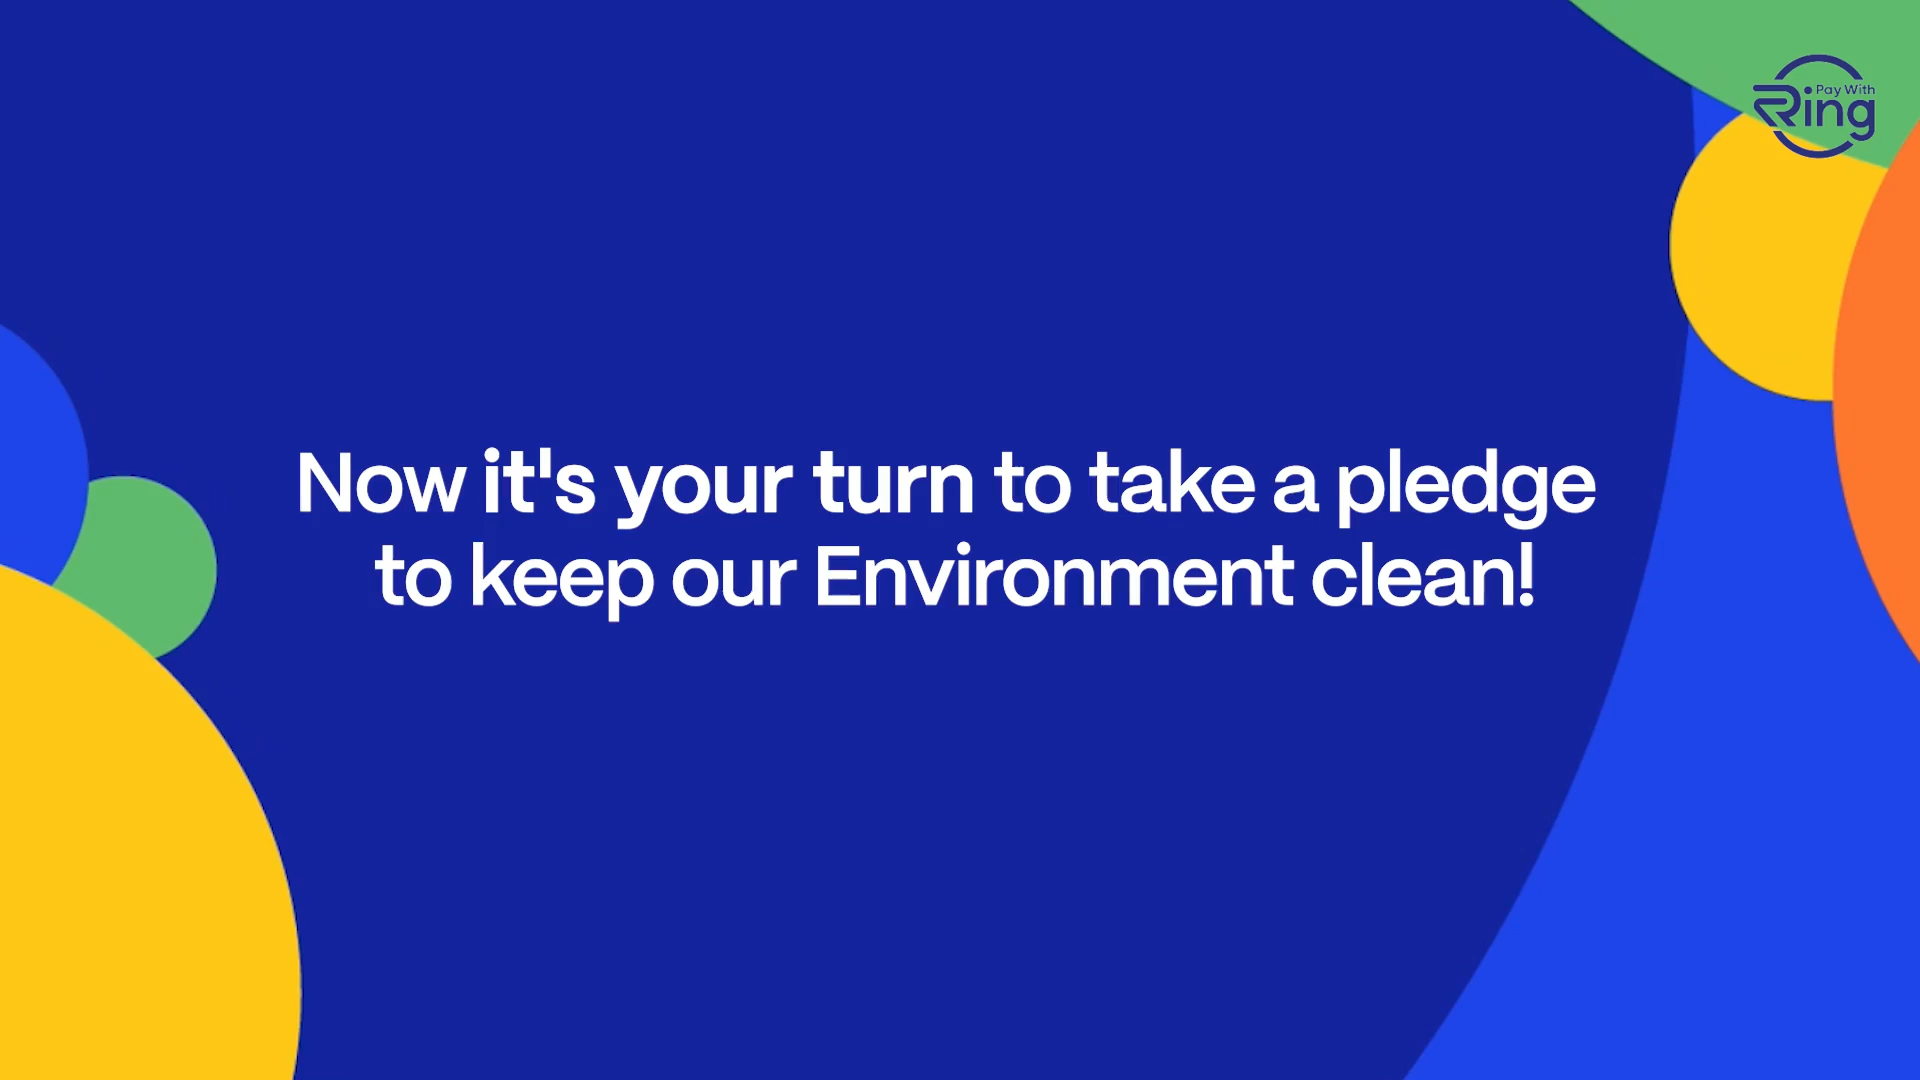 Pay With
Ring
Now it's your turn to take a pledge
to keep our Environment clean!